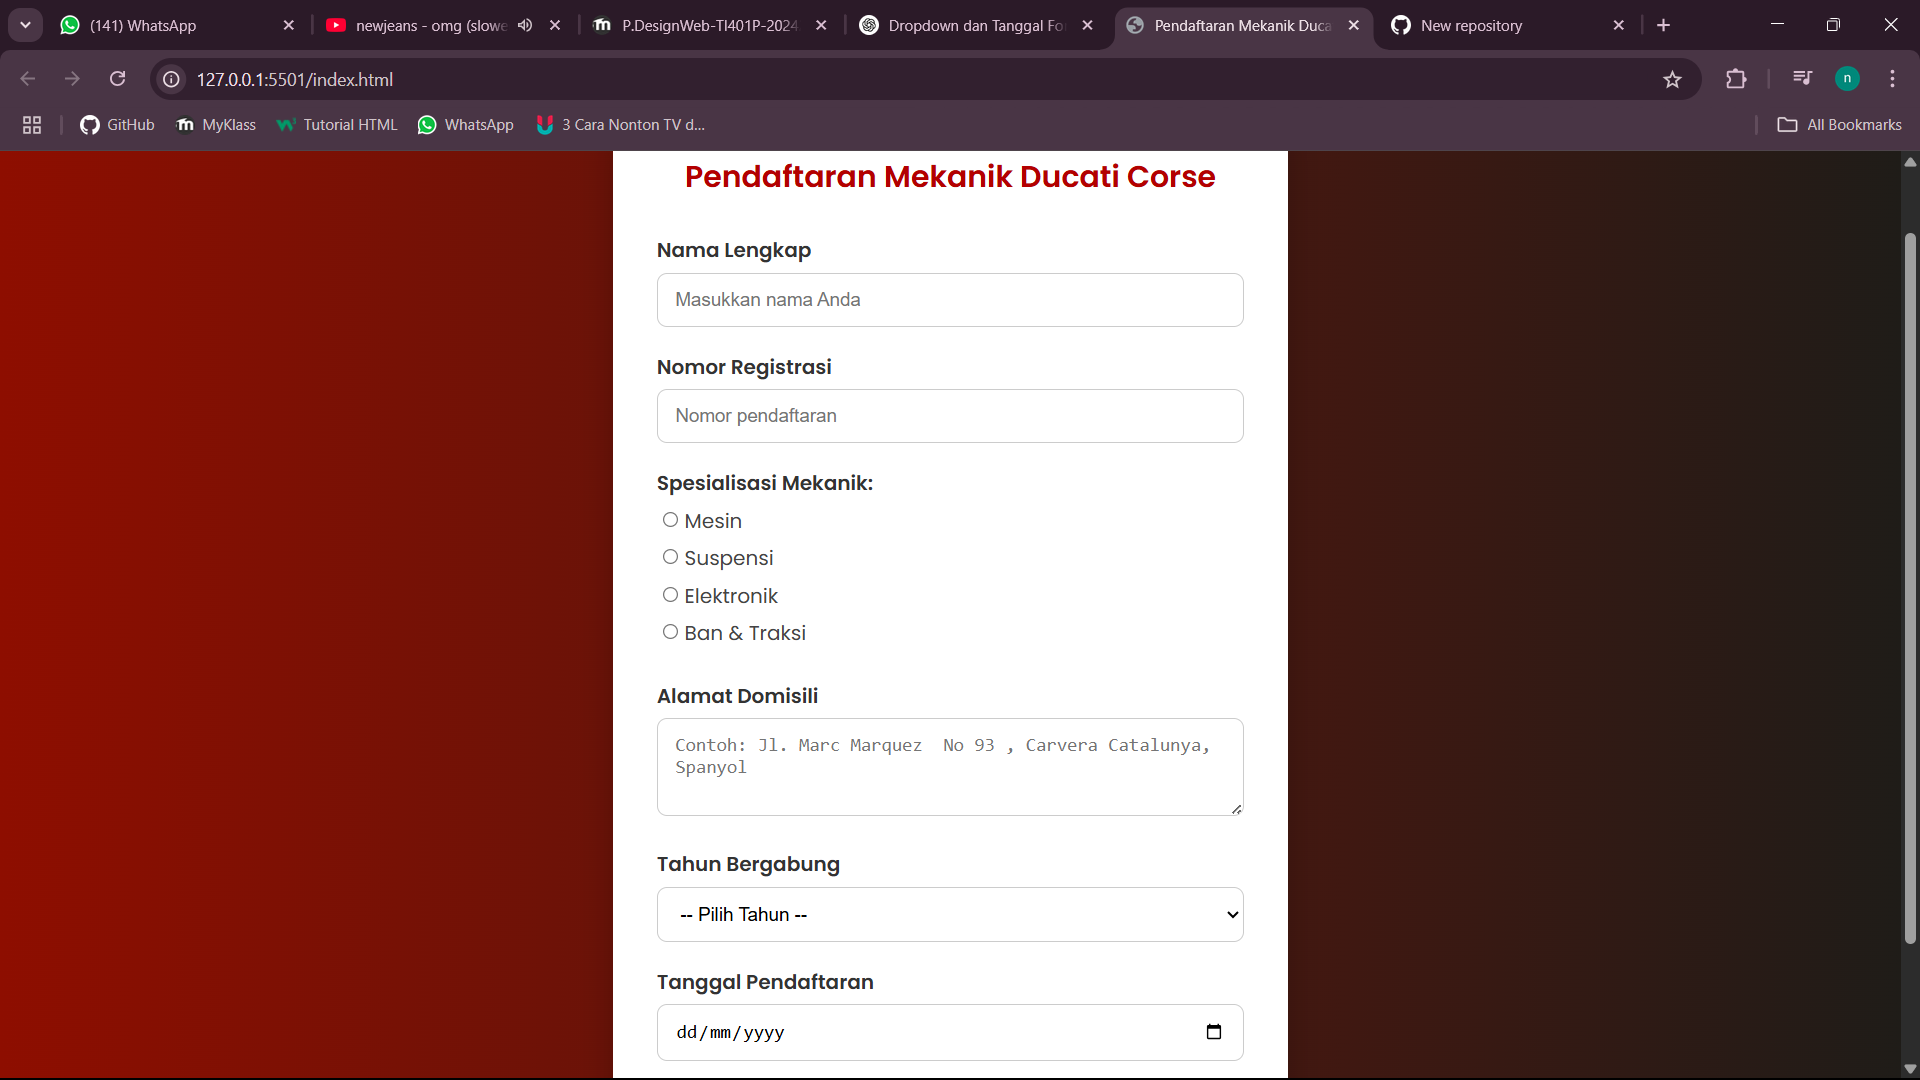 (141) WhatsApp
newjeans - omg (slowe
P.DesignWeb-TI401P-2024
Dropdown dan Tanggal Fo
Pendaftaran Mekanik Duca
New repository
127.0.0.1:5501/index.html
n
GitHub
MyKlass
Tutorial HTML
WhatsApp
3 Cara Nonton TV d...
All Bookmarks
Pendaftaran Mekanik Ducati Corse
Nama Lengkap
Masukkan nama Anda
Nomor Registrasi
Nomor pendaftaran
Spesialisasi Mekanik:
Mesin
Suspensi
Elektronik
Ban & Traksi
Alamat Domisili
Contoh: Jl. Marc Marquez  No 93 , Carvera Catalunya,
Spanyol
Tahun Bergabung
-- Pilih Tahun --
Tanggal Pendaftaran
dd/mm/yyyy